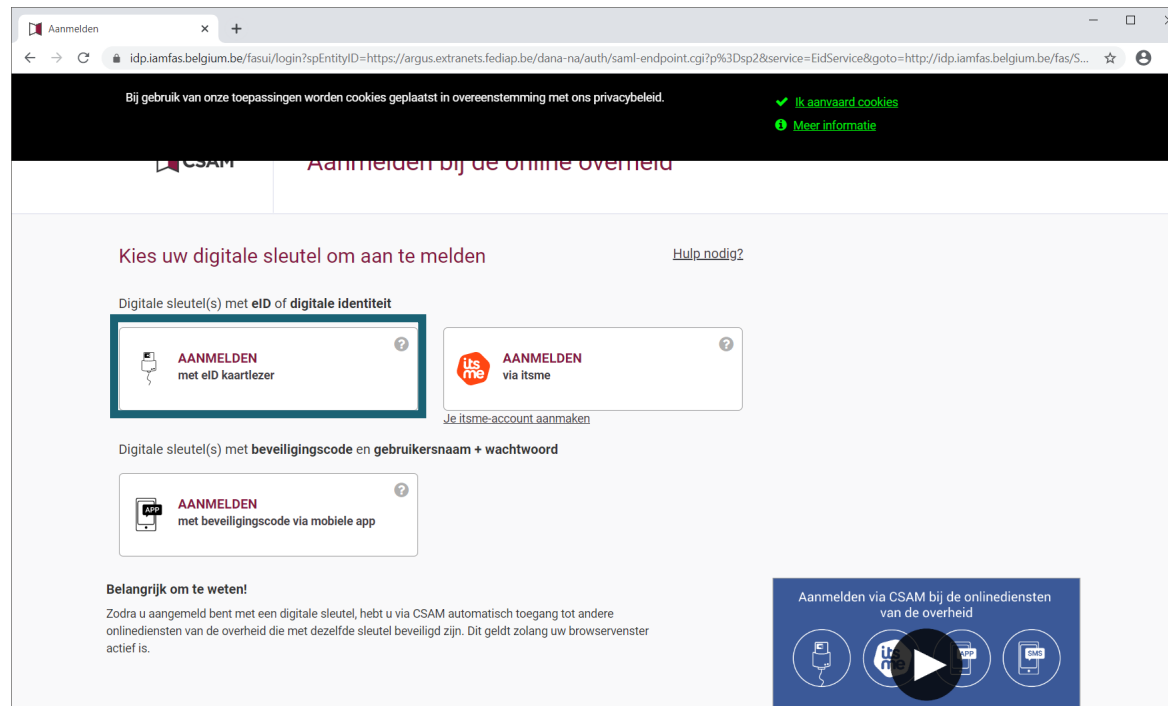 Aanmelden
idp.iamfas.belgium.be/fasui/login?spEntityID=https://argus.extranets.fediap.be/dana-na/auth/saml-endpoint.cgi?p%3Dsp2&service=EidService&goto=http://idp.iamfas.belgium.be/fas/S...
Bij gebruik van onze toepassingen worden cookies geplaatst in overeenstemming met ons privacybeleid.
Ik aanvaard cookies
Meer informatie
CSAM
Aanmelden bij de online overheid
Kies uw digitale sleutel om aan te melden
Hulp nodig?
Digitale sleutel(s) met eID of digitale identiteit
AANMELDEN
met eID kaartlezer
?
itsme
AANMELDEN
via itsme
?
Je itsme-account aanmaken
Digitale sleutel(s) met beveiligingscode en gebruikersnaam + wachtwoord
APP
AANMELDEN
met beveiligingscode via mobiele app
?
Belangrijk om te weten!
Zodra u aangemeld bent met een digitale sleutel, hebt u via CSAM automatisch toegang tot andere
onlinediensten van de overheid die met dezelfde sleutel beveiligd zijn. Dit geldt zolang uw browservenster
actief is.
Aanmelden via CSAM bij de onlinediensten
van de overheid
itsme
APP
SMS